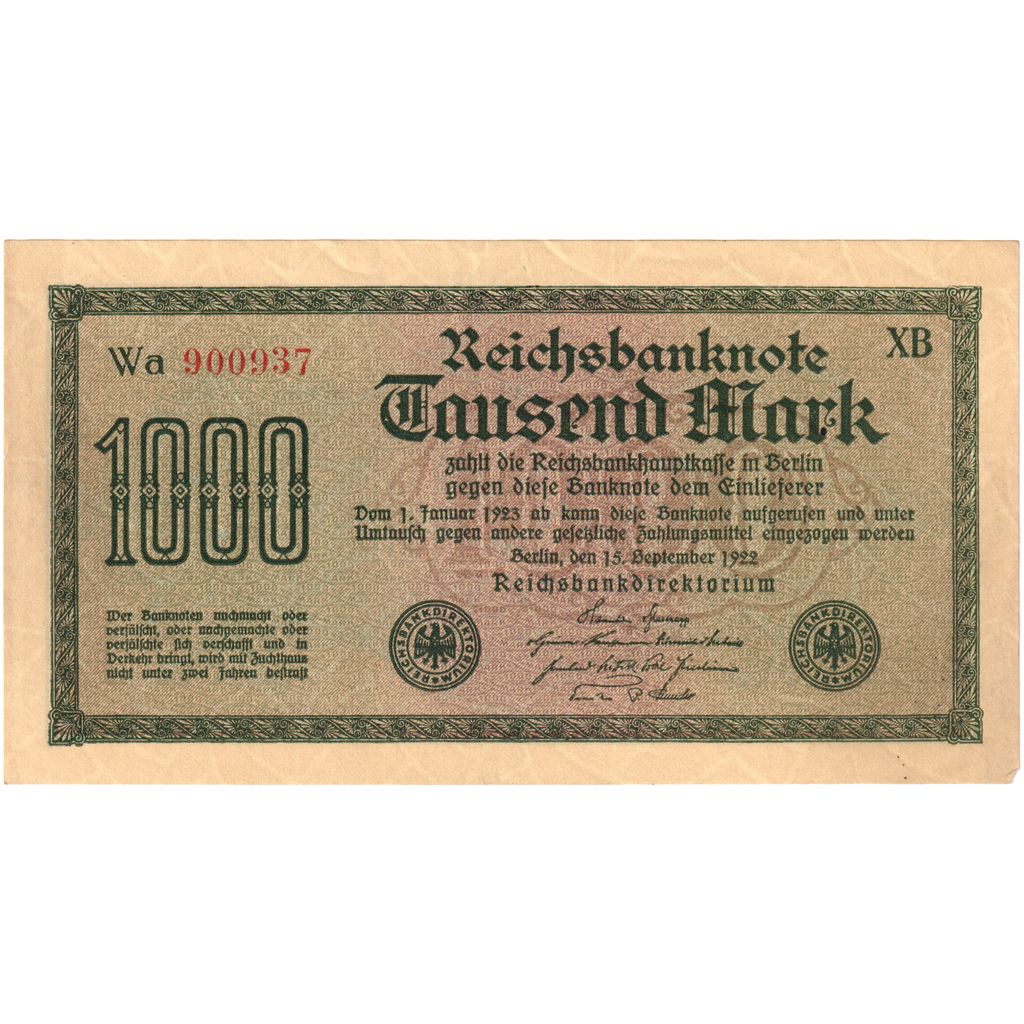 Wa 900937
XB
Reichsbanknote
Tausend Mark
1000
zahlt die Reichsbankhauptkasse in Berlin
gegen diese Banknote dem Einlieferer
Vom 1. Januar 1923 ab kann diese Banknote aufgerufen und unter
Umtausch gegen andere gesetzliche Zahlungsmittel eingezogen werden
Berlin, den 15. September 1922
Reichsbankdirektorium
Wer Banknoten nachmacht oder
verfälscht, oder nachgemachte oder
verfälschte sich verschafft und in
Verkehr bringt, wird mit Zuchthaus
nicht unter zwei Jahren bestraft
REICHSBANKDIREKTORIUM
REICHSBANKDIREKTORIUM